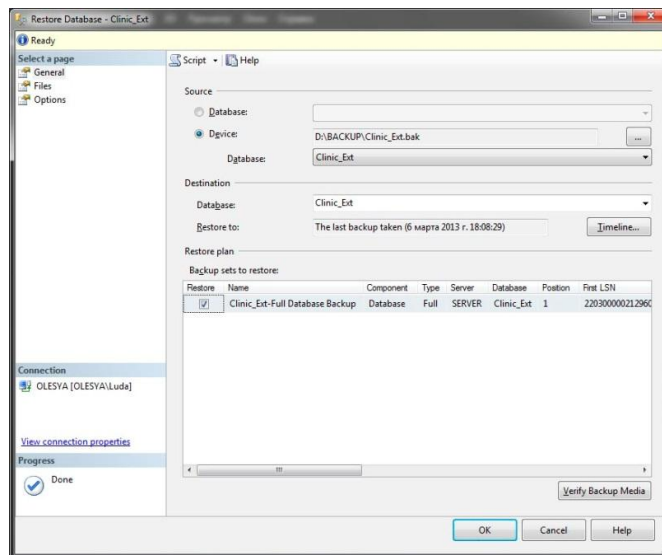 Restore Database - Clinic_Ext
Ready
Select a page
General
Files
Options
Script
Help
Source
Database:
Device:
D:\BACKUP\Clinic_Ext.bak
...
Database:
Clinic_Ext
Destination
Database:
Clinic_Ext
Restore to:
The last backup taken (6 марта 2013 г. 18:08:29)
Timeline...
Restore plan
Backup sets to restore:
Restore Name Component Type Server Database Position First LSN
Clinic_Ext-Full Database Backup Database Full SERVER Clinic_Ext 1 220300000212960
Connection
OLESYA [OLESYA\Luda]
View connection properties
Progress
Done
Verify Backup Media
OK
Cancel
Help